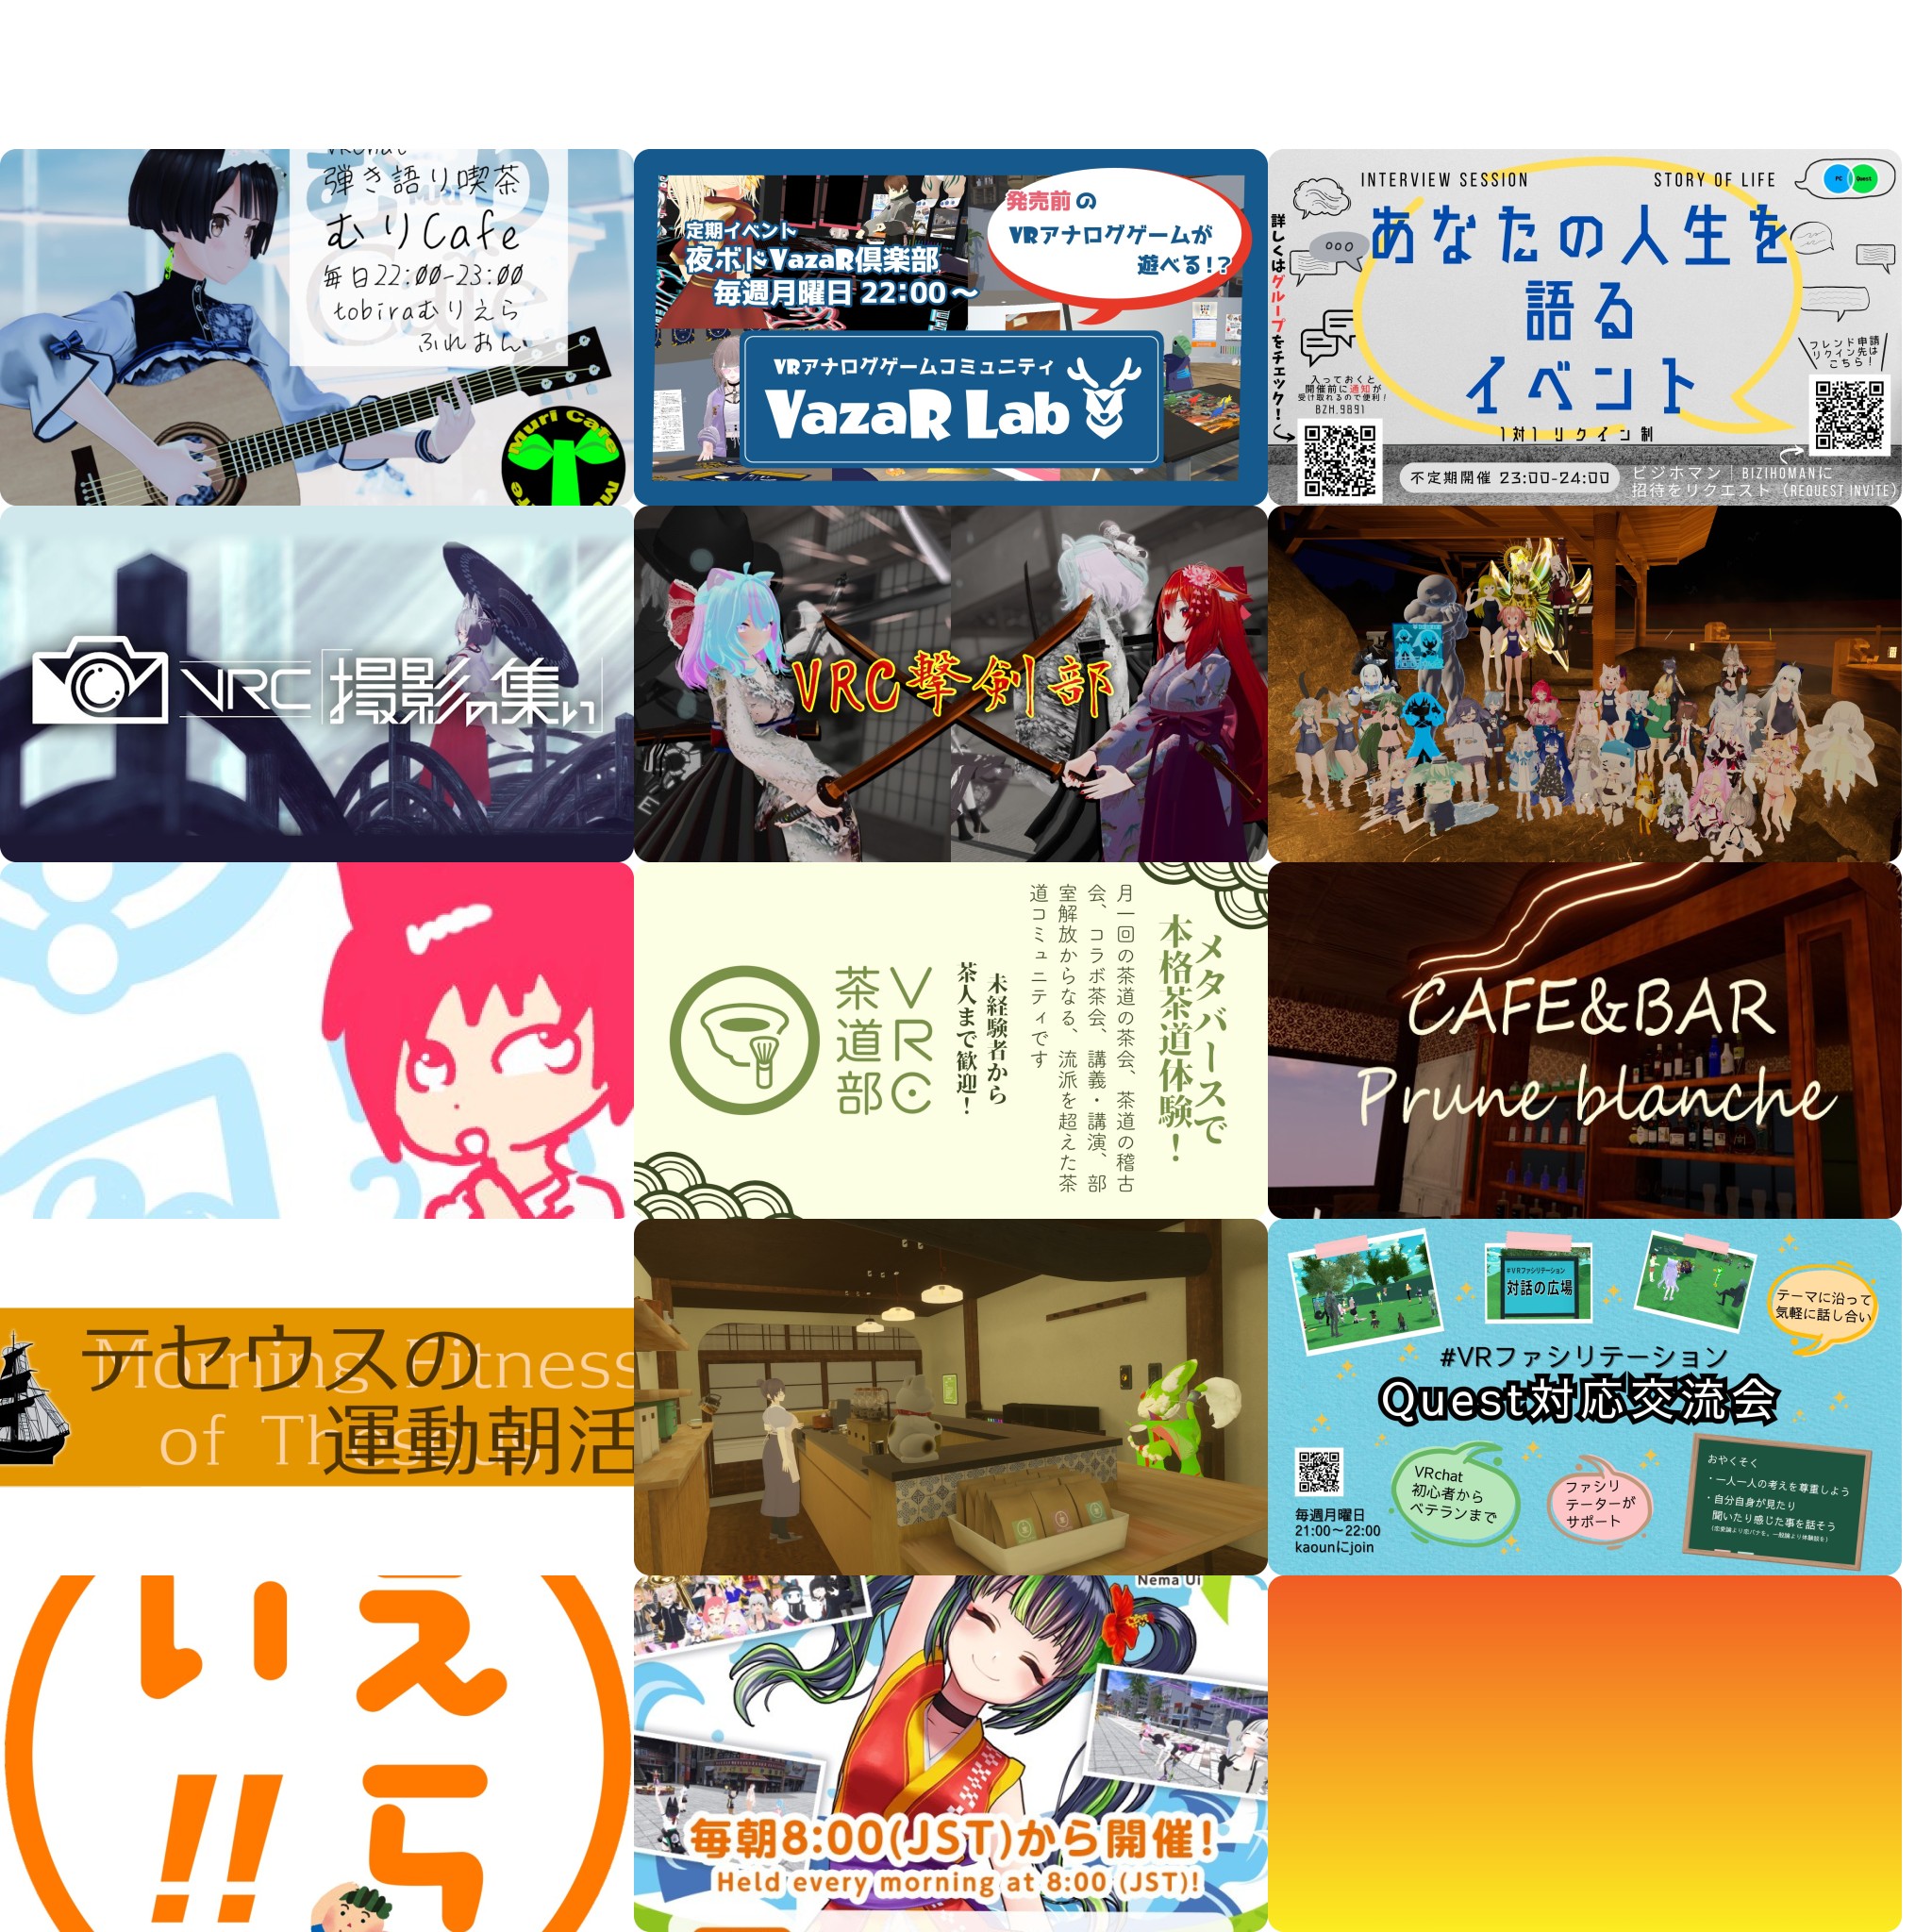 VRChat
弾き語り喫茶
むりCafe
毎日22:00-23:00
tobiraむりえら
ふれおん
Muri Cafe
定期イベント
夜ボドVazaR倶楽部
毎週月曜日 22:00～
発売前の
VRアナログゲームが
遊べる!?
VRアナログゲームコミュニティ
VazaR Lab
INTERVIEW SESSION
STORY OF LIFE
PC
Quest
あなたの人生を
語る
イベント
1対1 リクイン制
詳しくはグループをチェック!
入っておくと
開催前に通知が
受け取れるので便利!
BZH.9891
フレンド申請
リクイン先は
こちら!
不定期開催 23:00-24:00
ビジホマン｜BIZIHOMANに
招待をリクエスト (REQUEST INVITE)
VRC「撮影の集い」
VRC撃剣部
メタバースで
本格茶道体験!
月一回の茶道の茶会、茶道の稽古
会、コラボ茶会、講義・講演、部
室解放からなる、流派を超えた茶
道コミュニティです
未経験者から
茶人まで歓迎!
VRC
茶道部
CAFE&BAR
Prune blanche
テセウスの
運動朝活
Morning Fitness
of Theseus
#VRファシリテーション
対話の広場
テーマに沿って
気軽に話し合い
#VRファシリテーション
Quest対応交流会
毎週月曜日
21:00～22:00
kaounにjoin
VRchat
初心者から
ベテランまで
ファシリ
テーターが
サポート
おやくそく
・一人一人の考えを尊重しよう
・自分自身が見たり
聞いたり感じた事を話そう
えら
い!!
Nema Ui
毎朝8:00(JST)から開催!
Held every morning at 8:00 (JST)!